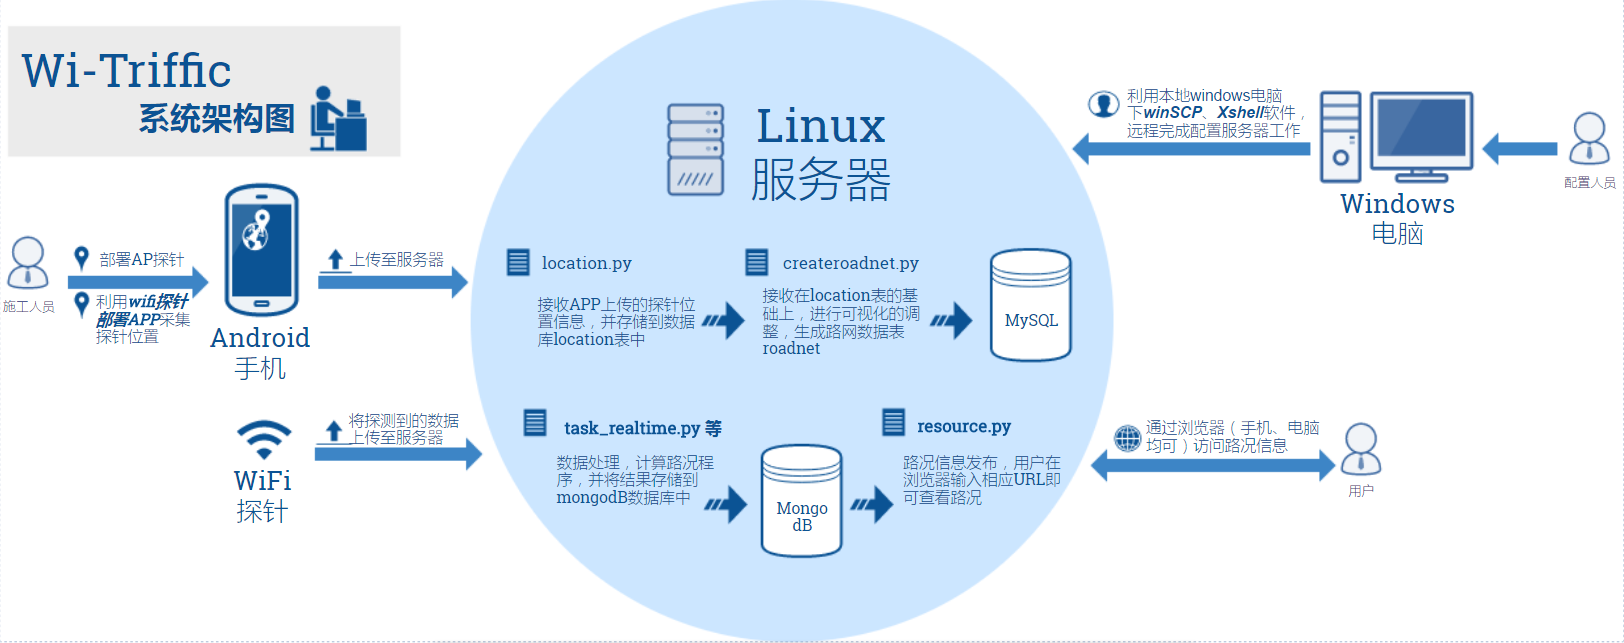 Wi-Triffic
系统架构图
Linux
服务器
利用本地windows电脑
下winSCP、Xshell软件，
远程完成配置服务器工作
配置人员
Windows
电脑
施工人员
部署AP探针
利用wifi探针
部署APP采集
探针位置
Android
手机
上传至服务器
location.py
接收APP上传的探针位
置信息，并存储到数据
库location表中
createroadnet.py
接收在location表的基
础上，进行可视化的调
整，生成路网数据表
roadnet
MySQL
WiFi
探针
将探测到的数据
上传至服务器
task_realtime.py 等
数据处理，计算路况程
序，并将结果存储到
mongodB数据库中
Mongo
dB
resource.py
路况信息发布，用户在
浏览器输入相应URL即
可查看路况
通过浏览器（手机、电脑
均可）访问路况信息
用户